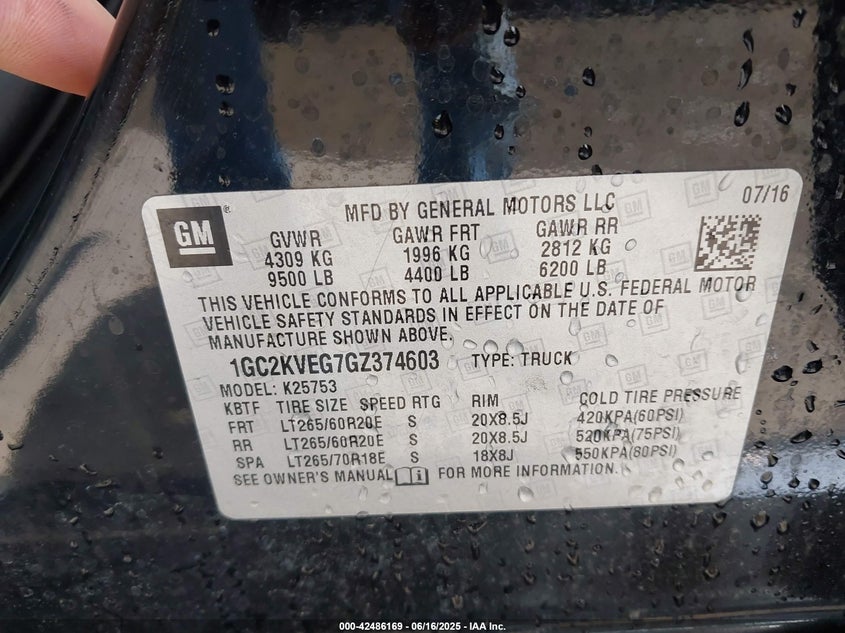 GM
MFD BY GENERAL MOTORS LLC
07/16
GVWR GAWR FRT GAWR RR
4309 KG 1996 KG 2812 KG
9500 LB 4400 LB 6200 LB
THIS VEHICLE CONFORMS TO ALL APPLICABLE U.S. FEDERAL MOTOR
VEHICLE SAFETY STANDARDS IN EFFECT ON THE DATE OF
MANUFACTURE SHOWN ABOVE.
1GC2KVEG7GZ374603 TYPE: TRUCK
MODEL: K25753
KBTF TIRE SIZE SPEED RTG RIM COLD TIRE PRESSURE
FRT LT265/60R20E S 20X8.5J 420KPA(60PSI)
RR LT265/60R20E S 20X8.5J 520KPA(75PSI)
SPA LT265/70R18E S 18X8J 550KPA(80PSI)
SEE OWNER'S MANUAL i FOR MORE INFORMATION.
000-42486169 - 06/16/2025 - IAA Inc.